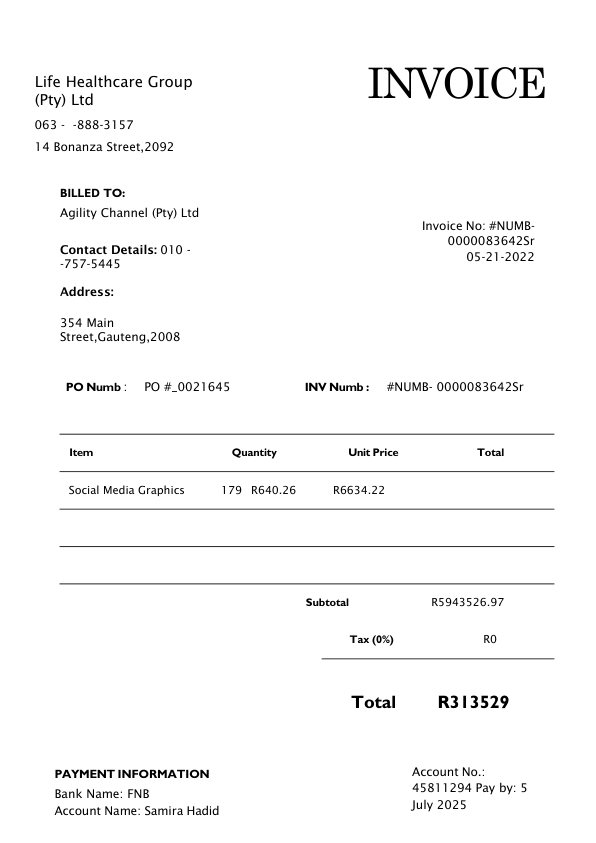 Life Healthcare Group
(Pty) Ltd
063 -  -888-3157
14 Bonanza Street,2092
INVOICE
BILLED TO:
Agility Channel (Pty) Ltd
Contact Details: 010 -
-757-5445
Address:
354 Main
Street,Gauteng,2008
Invoice No: #NUMB-
0000083642Sr
05-21-2022
PO Numb : PO #_0021645 INV Numb : #NUMB- 0000083642Sr
Item Quantity Unit Price Total
Social Media Graphics 179 R640.26 R6634.22
Subtotal R5943526.97
Tax (0%) R0
Total R313529
PAYMENT INFORMATION
Bank Name: FNB
Account Name: Samira Hadid
Account No.:
45811294 Pay by: 5
July 2025